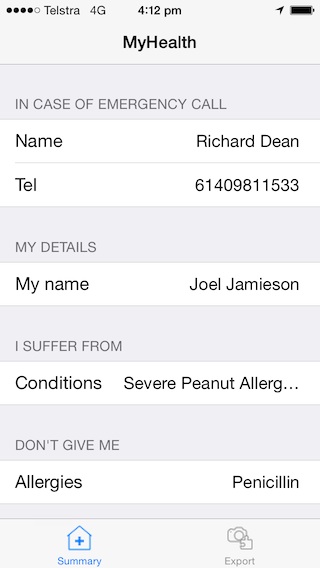 Telstra 4G 4:12 pm
MyHealth
IN CASE OF EMERGENCY CALL
Name Richard Dean
Tel 61409811533
MY DETAILS
My name Joel Jamieson
I SUFFER FROM
Conditions Severe Peanut Allerg...
DON'T GIVE ME
Allergies Penicillin
Summary Export